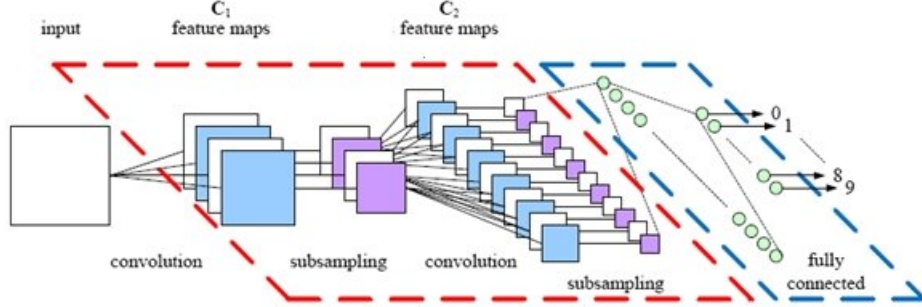 C1
C2
input
feature maps
feature maps
0
1
8
9
convolution
subsampling
convolution
subsampling
fully
connected